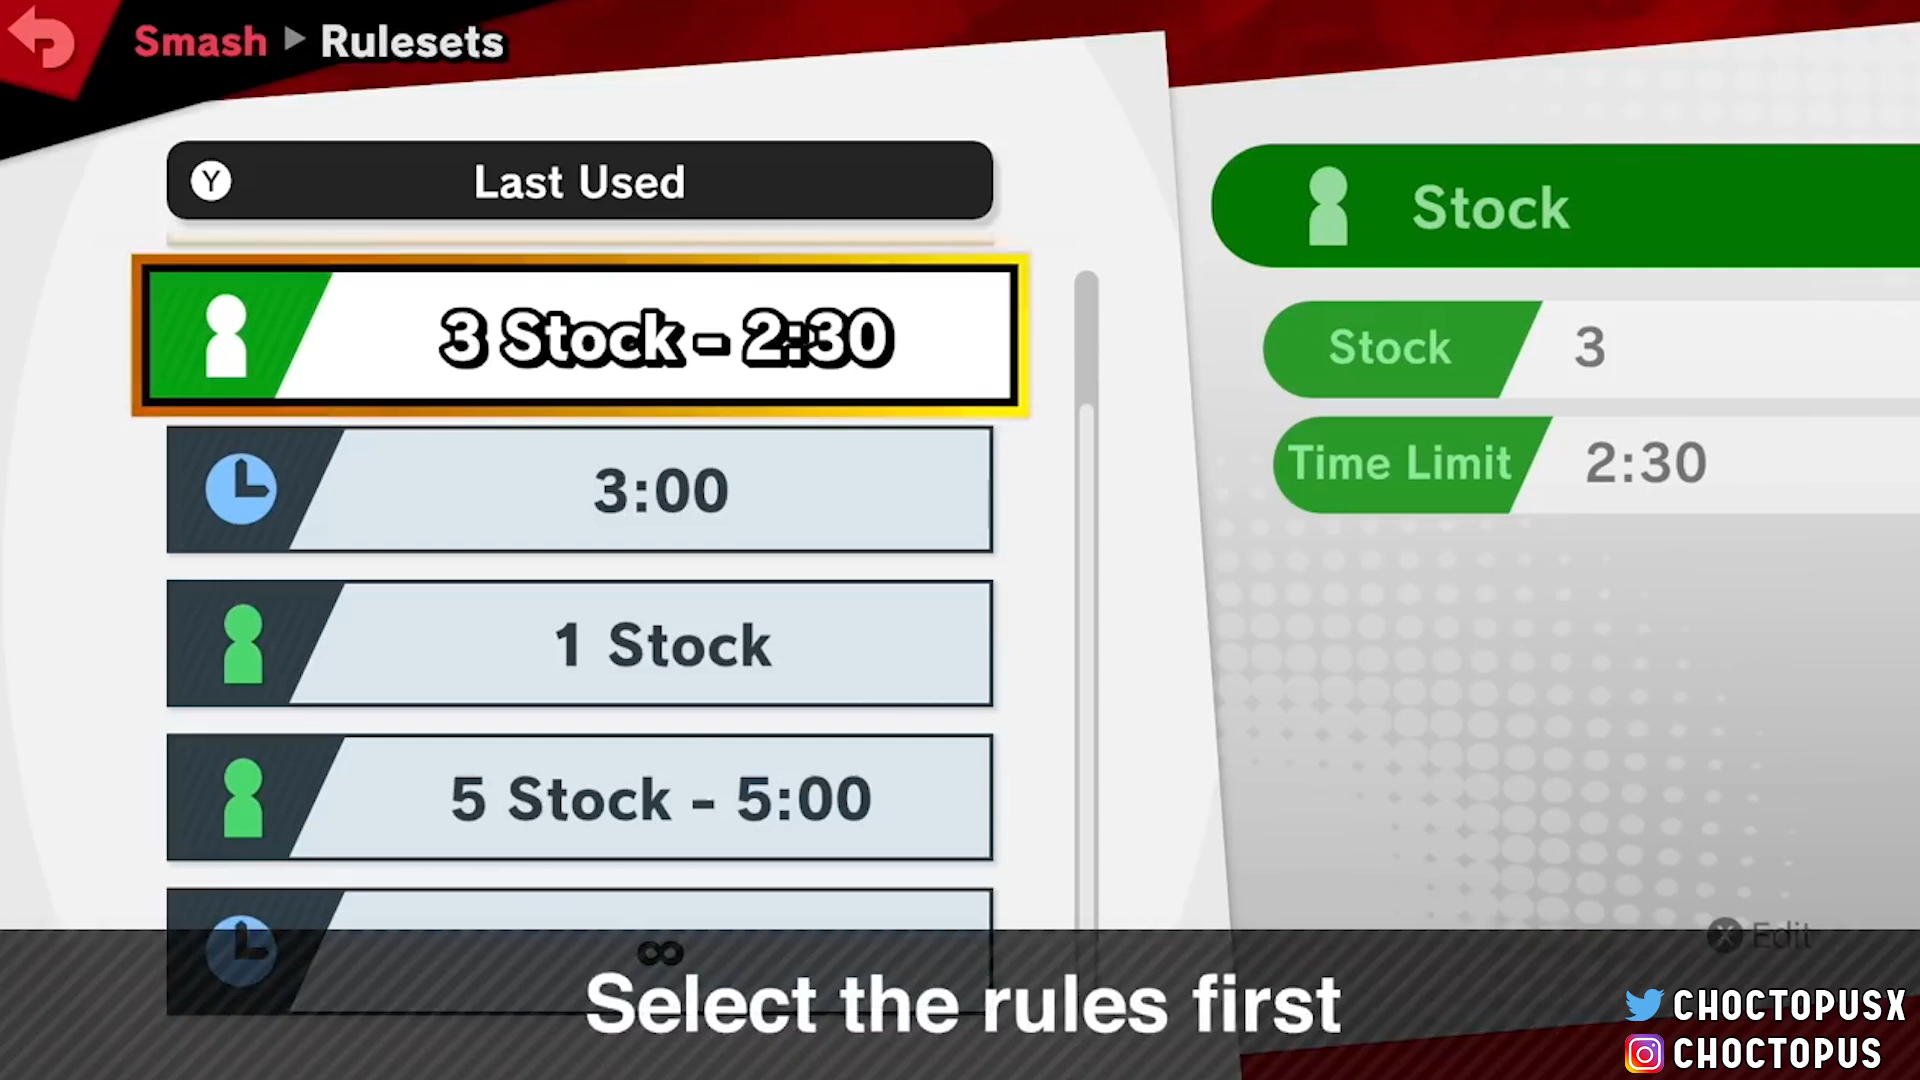 Smash ▶ Rulesets
Y Last Used
3 Stock - 2:30
3:00
1 Stock
5 Stock - 5:00
∞
Stock
Stock 3
Time Limit 2:30
X Edit
Select the rules first
CHOCTOPUSX
CHOCTOPUS